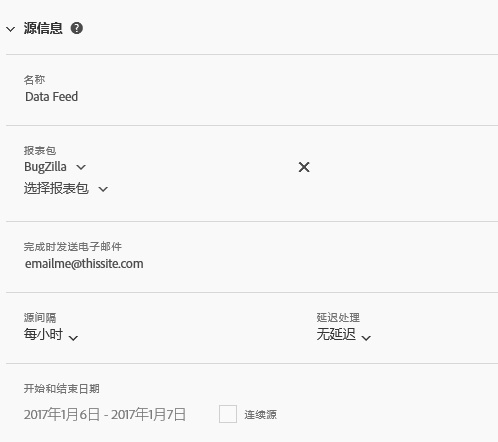 源信息
名称
Data Feed
报表包
BugZilla
选择报表包
完成时发送电子邮件
emailme@thissite.com
源间隔 延迟处理
每小时 无延迟
开始和结束日期
2017年1月6日 - 2017年1月7日 连续源